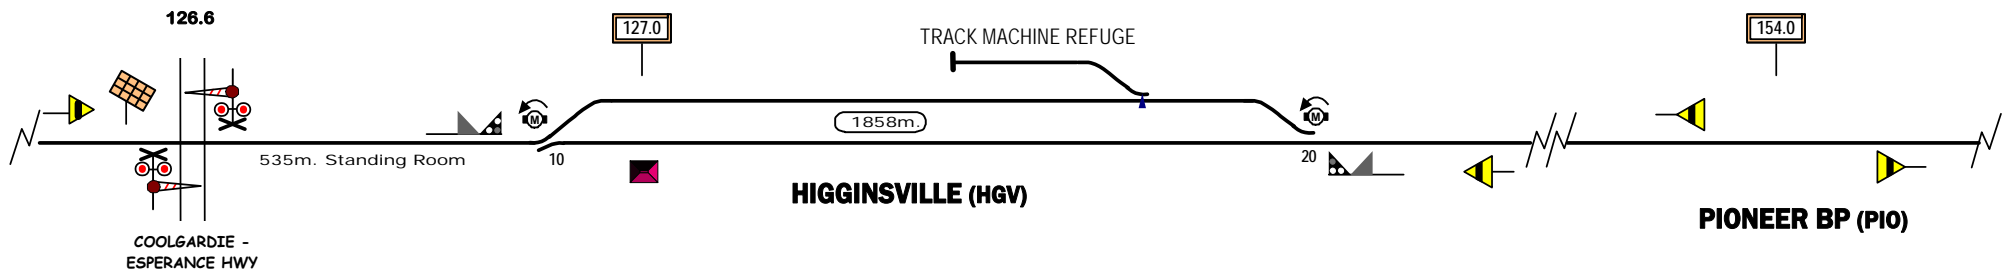 126.6
127.0
154.0
TRACK MACHINE REFUGE
M
M
1858m.
535m. Standing Room
10
20
HIGGINSVILLE (HGV)
PIONEER BP (PIO)
COOLGARDIE -
ESPERANCE HWY